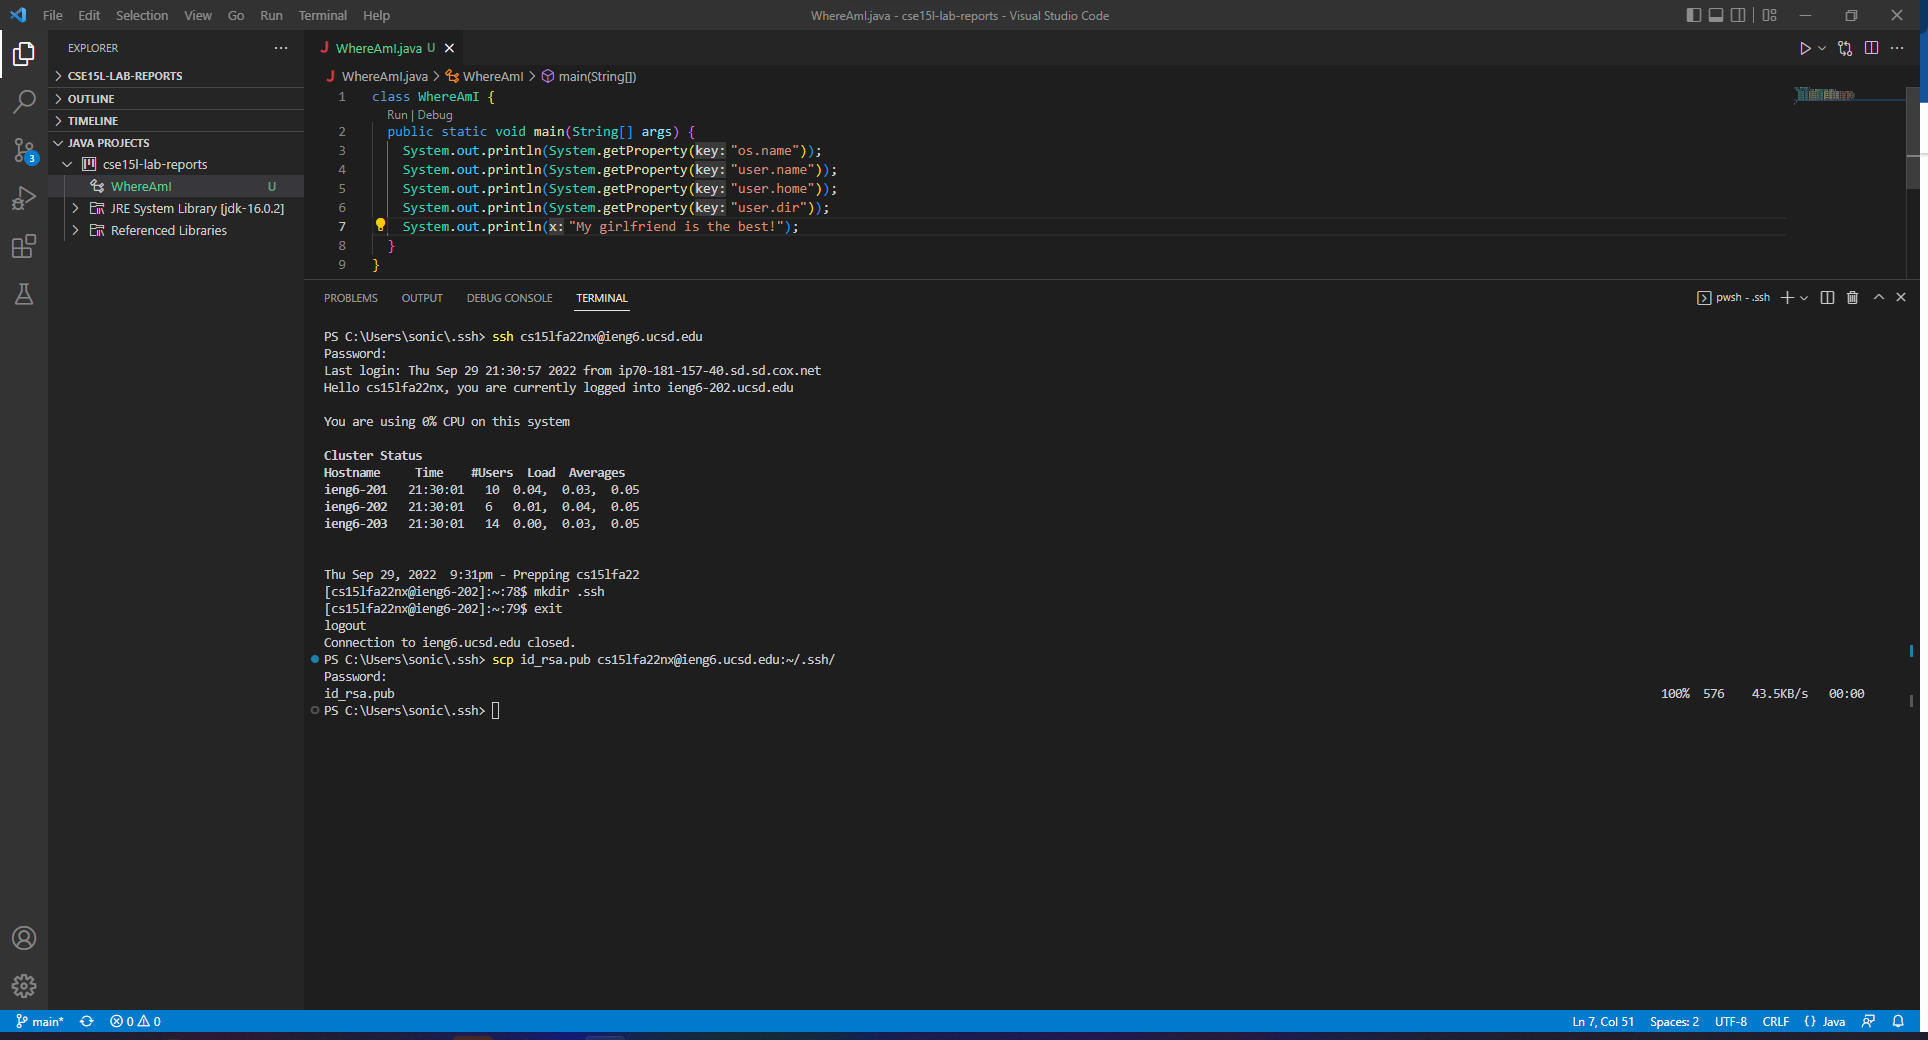 File Edit Selection View Go Run Terminal Help
WhereAmI.java - cse15l-lab-reports - Visual Studio Code
EXPLORER
CSE15L-LAB-REPORTS
OUTLINE
TIMELINE
JAVA PROJECTS
cse15l-lab-reports
WhereAmI U
JRE System Library [jdk-16.0.2]
Referenced Libraries
3
WhereAmI.java U
WhereAmI.java > WhereAmI > main(String[])
1 class WhereAmI {
Run | Debug
2 public static void main(String[] args) {
3 System.out.println(System.getProperty(key: "os.name"));
4 System.out.println(System.getProperty(key: "user.name"));
5 System.out.println(System.getProperty(key: "user.home"));
6 System.out.println(System.getProperty(key: "user.dir"));
7 System.out.println(x: "My girlfriend is the best!");
8 }
9 }
PROBLEMS OUTPUT DEBUG CONSOLE TERMINAL
pwsh - .ssh
PS C:\Users\sonic\.ssh> ssh cs15lfa22nx@ieng6.ucsd.edu
Password:
Last login: Thu Sep 29 21:30:57 2022 from ip70-181-157-40.sd.sd.cox.net
Hello cs15lfa22nx, you are currently logged into ieng6-202.ucsd.edu
You are using 0% CPU on this system
Cluster Status
Hostname Time #Users Load Averages
ieng6-201 21:30:01 10 0.04, 0.03, 0.05
ieng6-202 21:30:01 6 0.01, 0.04, 0.05
ieng6-203 21:30:01 14 0.00, 0.03, 0.05
Thu Sep 29, 2022 9:31pm - Prepping cs15lfa22
[cs15lfa22nx@ieng6-202]:~:78$ mkdir .ssh
[cs15lfa22nx@ieng6-202]:~:79$ exit
logout
Connection to ieng6.ucsd.edu closed.
PS C:\Users\sonic\.ssh> scp id_rsa.pub cs15lfa22nx@ieng6.ucsd.edu:~/.ssh/
Password:
id_rsa.pub 100% 576 43.5KB/s 00:00
PS C:\Users\sonic\.ssh>
main* 0 0
Ln 7, Col 51 Spaces: 2 UTF-8 CRLF {} Java